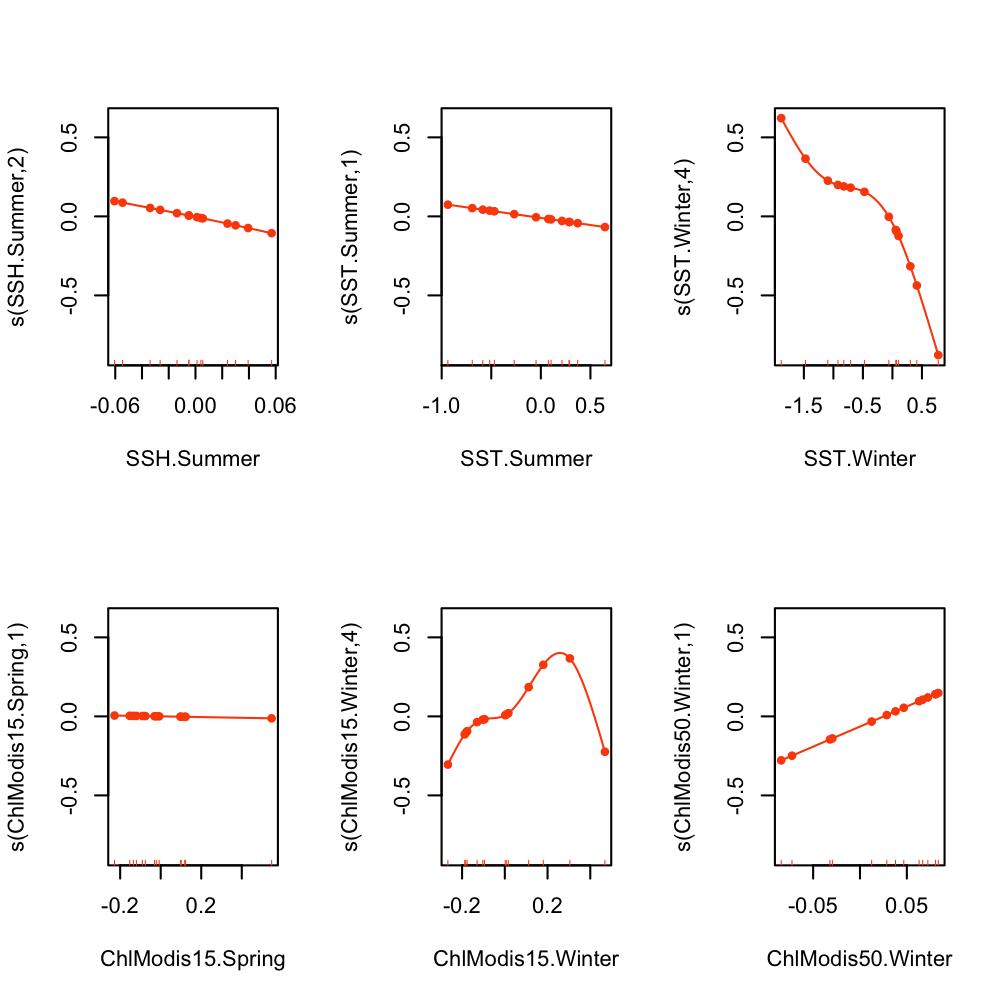 s(SSH.Summer,2)
0.5
0.0
-0.5
-0.06 0.00 0.06
SSH.Summer
s(SST.Summer,1)
0.5
0.0
-0.5
-1.0 0.0 0.5
SST.Summer
s(SST.Winter,4)
0.5
0.0
-0.5
-1.5 -0.5 0.5
SST.Winter
s(ChlModis15.Spring,1)
0.5
0.0
-0.5
-0.2 0.2
ChlModis15.Spring
s(ChlModis15.Winter,4)
0.5
0.0
-0.5
-0.2 0.2
ChlModis15.Winter
s(ChlModis50.Winter,1)
0.5
0.0
-0.5
-0.05 0.05
ChlModis50.Winter